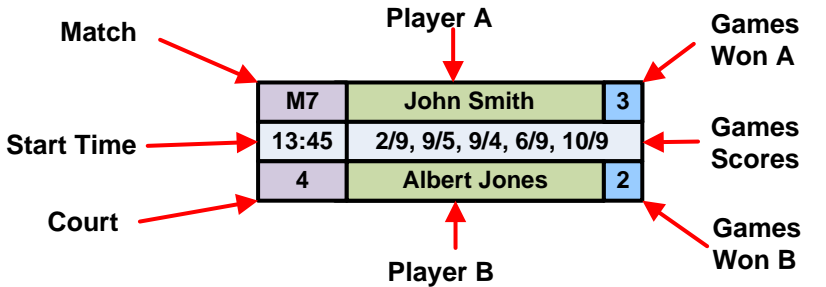 Match
Player A
Games
Won A
M7 John Smith 3
Start Time
13:45 2/9, 9/5, 9/4, 6/9, 10/9
Games
Scores
4 Albert Jones 2
Court
Player B
Games
Won B